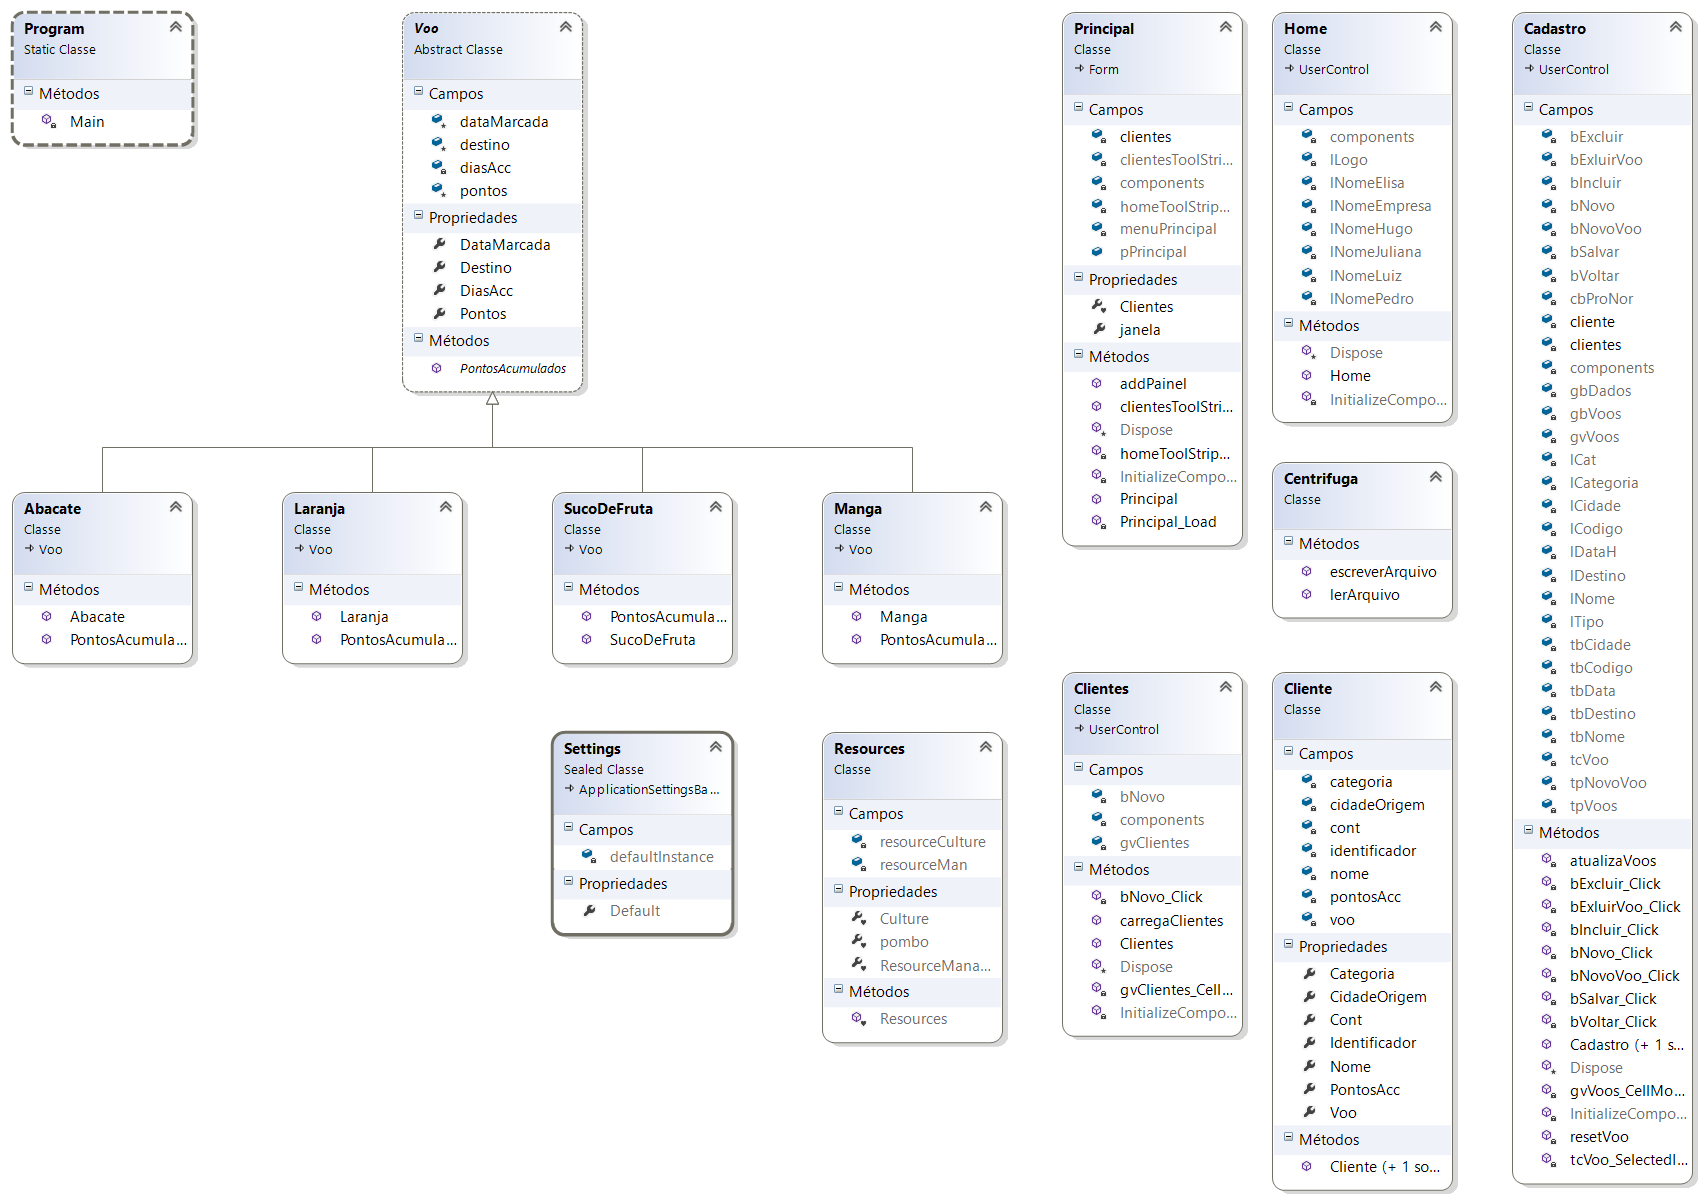 Program
Static Classe
Métodos
Main
Voo
Abstract Classe
Campos
dataMarcada
destino
diasAcc
pontos
Propriedades
DataMarcada
Destino
DiasAcc
Pontos
Métodos
PontosAcumulados
Abacate
Classe
Voo
Métodos
Abacate
PontosAcumula...
Laranja
Classe
Voo
Métodos
Laranja
PontosAcumula...
SucoDeFruta
Classe
Voo
Métodos
PontosAcumula...
SucoDeFruta
Manga
Classe
Voo
Métodos
Manga
PontosAcumula...
Settings
Sealed Classe
ApplicationSettingsBa...
Campos
defaultInstance
Propriedades
Default
Resources
Classe
Campos
resourceCulture
resourceMan
Propriedades
Culture
pombo
ResourceMana...
Métodos
Resources
Principal
Classe
Form
Campos
clientes
clientesToolStri...
components
homeToolStrip...
menuPrincipal
pPrincipal
Propriedades
Clientes
janela
Métodos
addPainel
clientesToolStri...
Dispose
homeToolStrip...
InitializeCompo...
Principal
Principal_Load
Home
Classe
UserControl
Campos
components
lLogo
lNomeElisa
lNomeEmpresa
lNomeHugo
lNomeJuliana
lNomeLuiz
lNomePedro
Métodos
Dispose
Home
InitializeCompo...
Centrifuga
Classe
Métodos
escreverArquivo
lerArquivo
Clientes
Classe
UserControl
Campos
bNovo
components
gvClientes
Métodos
bNovo_Click
carregaClientes
Clientes
Dispose
gvClientes_Cell...
InitializeCompo...
Cliente
Classe
Campos
categoria
cidadeOrigem
cont
identificador
nome
pontosAcc
voo
Propriedades
Categoria
CidadeOrigem
Cont
Identificador
Nome
PontosAcc
Voo
Métodos
Cliente (+ 1 so...
Cadastro
Classe
UserControl
Campos
bExcluir
bExluirVoo
bIncluir
bNovo
bNovoVoo
bSalvar
bVoltar
cbProNor
cliente
clientes
components
gbDados
gbVoos
gvVoos
lCat
lCategoria
lCidade
lCodigo
lDataH
lDestino
lNome
lTipo
tbCidade
tbCodigo
tbData
tbDestino
tbNome
tcVoo
tpNovoVoo
tpVoos
Métodos
atualizaVoos
bExcluir_Click
bExluirVoo_Click
bIncluir_Click
bNovo_Click
bNovoVoo_Click
bSalvar_Click
bVoltar_Click
Cadastro (+ 1 s...
Dispose
gvVoos_CellMo...
InitializeCompo...
resetVoo
tcVoo_SelectedI...